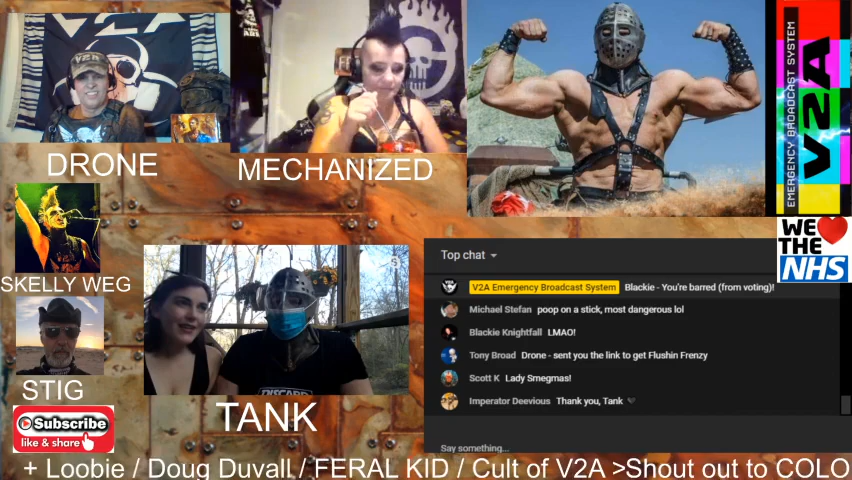 V2A
DRONE
MECHANIZED
EMERGENCY BROADCAST SYSTEM
V2A
WE
THE
NHS
SKELLY WEG
STIG
Subscribe
like & share
TANK
Top chat
V2A Emergency Broadcast System Blackie - You're barred (from voting)!
Michael Stefan poop on a stick, most dangerous lol
Blackie Knightfall LMAO!
Tony Broad Drone - sent you the link to get Flushin Frenzy
Scott K Lady Smegmas!
Imperator Deevious Thank you, Tank
Say something...
+ Loobie / Doug Duvall / FERAL KID / Cult of V2A >Shout out to COLO